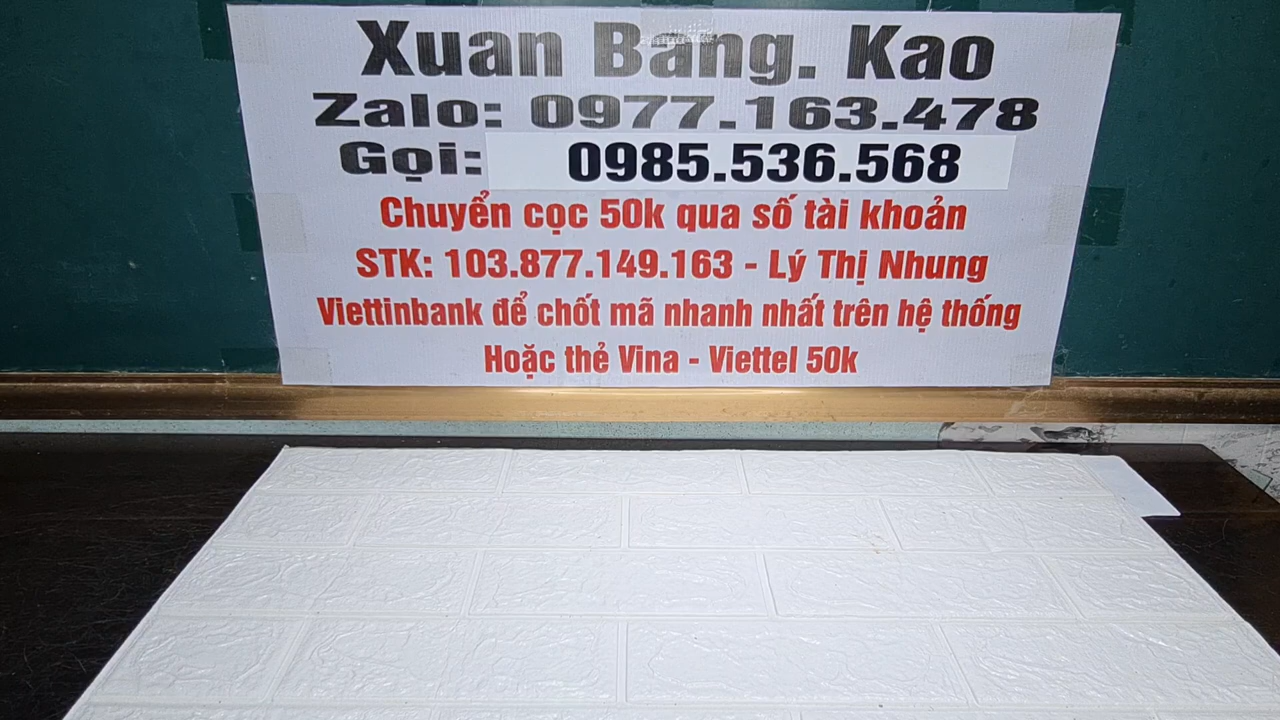 Xuan Bang. Kao
Zalo: 0977.163.478
Gọi: 0985.536.568
Chuyển cọc 50k qua số tài khoản
STK: 103.877.149.163 - Lý Thị Nhung
Viettinbank để chốt mã nhanh nhất trên hệ thống
Hoặc thẻ Vina - Viettel 50k